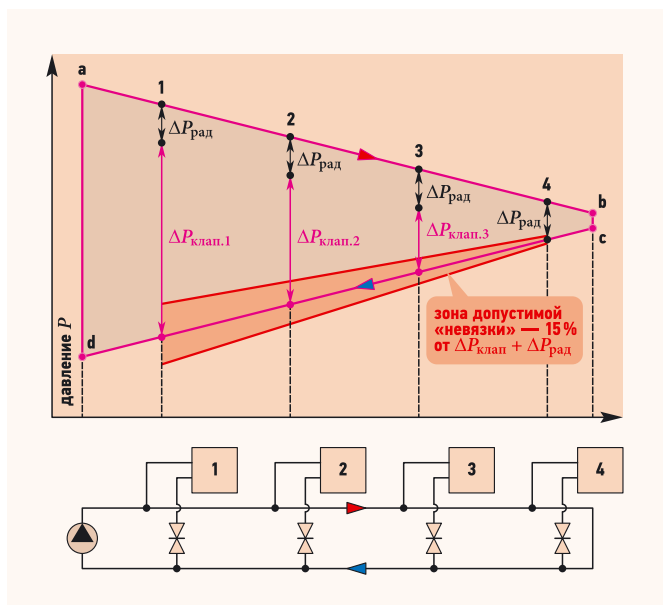 a
1
ΔPрад
2
ΔPрад
3
ΔPрад
4
ΔPрад
b
c
ΔPклап.1
ΔPклап.2
ΔPклап.3
зона допустимой
«невязки» — 15 %
от ΔPклап + ΔPрад
d
давление P
1
2
3
4